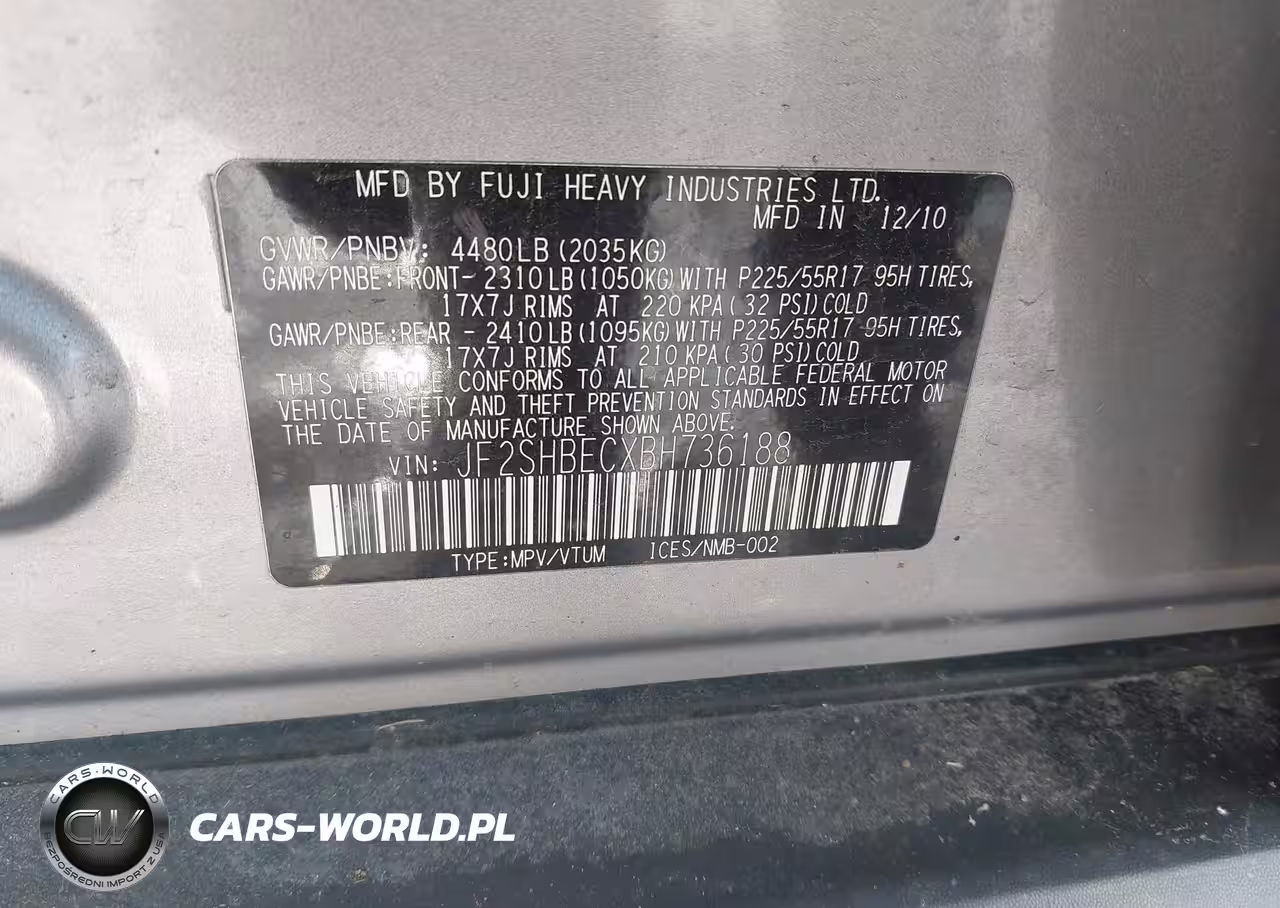 MFD BY FUJI HEAVY INDUSTRIES LTD.
MFD IN 12/10
GVWR/PNBV: 4480LB(2035KG)
GAWR/PNBE:FRONT- 2310LB(1050KG)WITH P225/55R17 95H TIRES,
17X7J RIMS AT 220 KPA( 32 PSI)COLD
GAWR/PNBE:REAR - 2410LB(1095KG)WITH P225/55R17 95H TIRES,
17X7J RIMS AT 210 KPA( 30 PSI)COLD
THIS VEHICLE CONFORMS TO ALL APPLICABLE FEDERAL MOTOR
VEHICLE SAFETY AND THEFT PREVENTION STANDARDS IN EFFECT ON
THE DATE OF MANUFACTURE SHOWN ABOVE.
VIN: JF2SHBECXBH736188
TYPE:MPV/VTUM ICES/NMB-002
CARS-WORLD
CW
BEZPOŚREDNI IMPORT Z USA
CARS-WORLD.PL